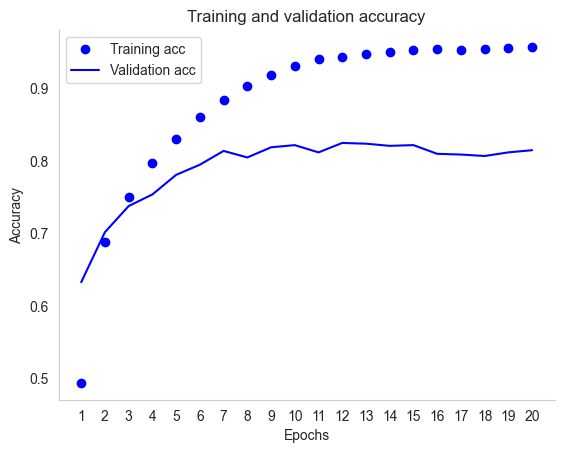 Training and validation accuracy
Training acc
Validation acc
0.9
0.8
0.7
0.6
0.5
Accuracy
1 2 3 4 5 6 7 8 9 10 11 12 13 14 15 16 17 18 19 20
Epochs